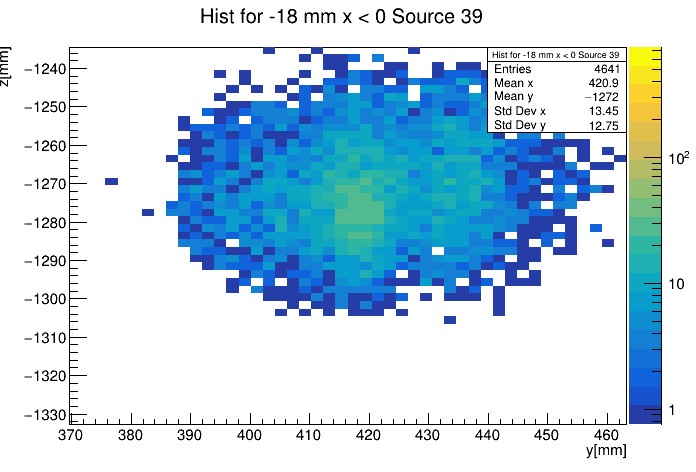 Hist for -18 mm x < 0 Source 39
z[mm]
Hist for -18 mm x < 0 Source 39
Entries 4641
Mean x 420.9
Mean y −1272
Std Dev x 13.45
Std Dev y 12.75
−1240
−1250
−1260
−1270
−1280
−1290
−1300
−1310
−1320
−1330
10²
10
1
370 380 390 400 410 420 430 440 450 460
y[mm]